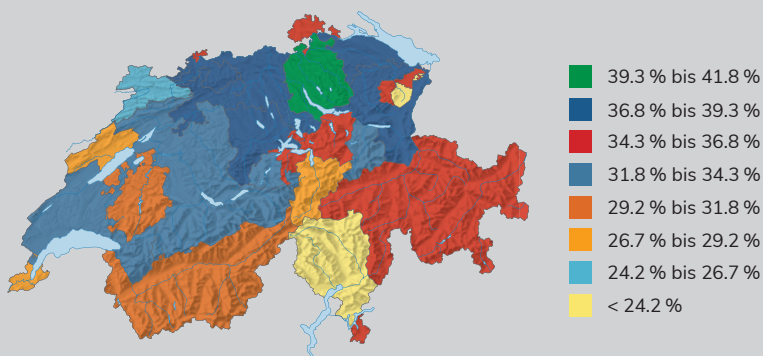 39.3 % bis 41.8 %
36.8 % bis 39.3 %
34.3 % bis 36.8 %
31.8 % bis 34.3 %
29.2 % bis 31.8 %
26.7 % bis 29.2 %
24.2 % bis 26.7 %
< 24.2 %